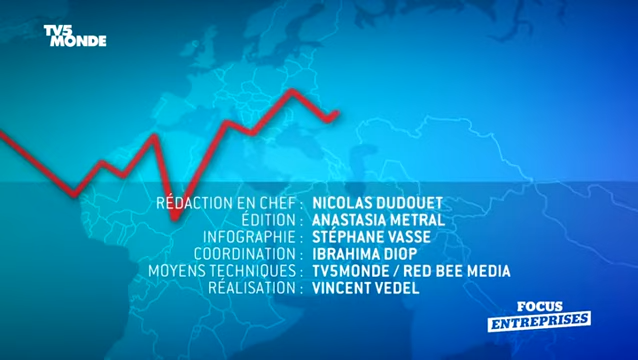 TV5
MONDE
RÉDACTION EN CHEF : NICOLAS DUDOUET
ÉDITION : ANASTASIA METRAL
INFOGRAPHIE : STÉPHANE VASSE
COORDINATION : IBRAHIMA DIOP
MOYENS TECHNIQUES : TV5MONDE / RED BEE MEDIA
RÉALISATION : VINCENT VEDEL
FOCUS
ENTREPRISES